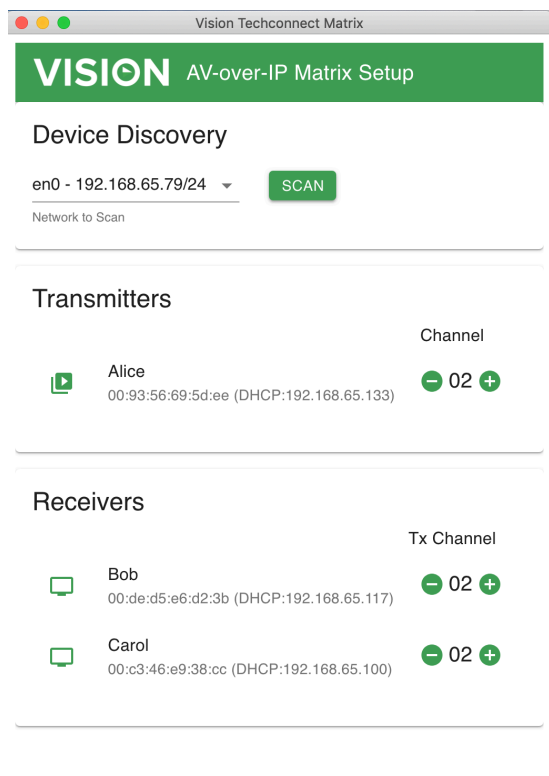 Vision Techconnect Matrix
VISION AV-over-IP Matrix Setup
Device Discovery
en0 - 192.168.65.79/24 SCAN
Network to Scan
Transmitters
Channel
Alice
00:93:56:69:5d:ee (DHCP:192.168.65.133)
02
Receivers
Tx Channel
Bob
00:de:d5:e6:d2:3b (DHCP:192.168.65.117)
02
Carol
00:c3:46:e9:38:cc (DHCP:192.168.65.100)
02